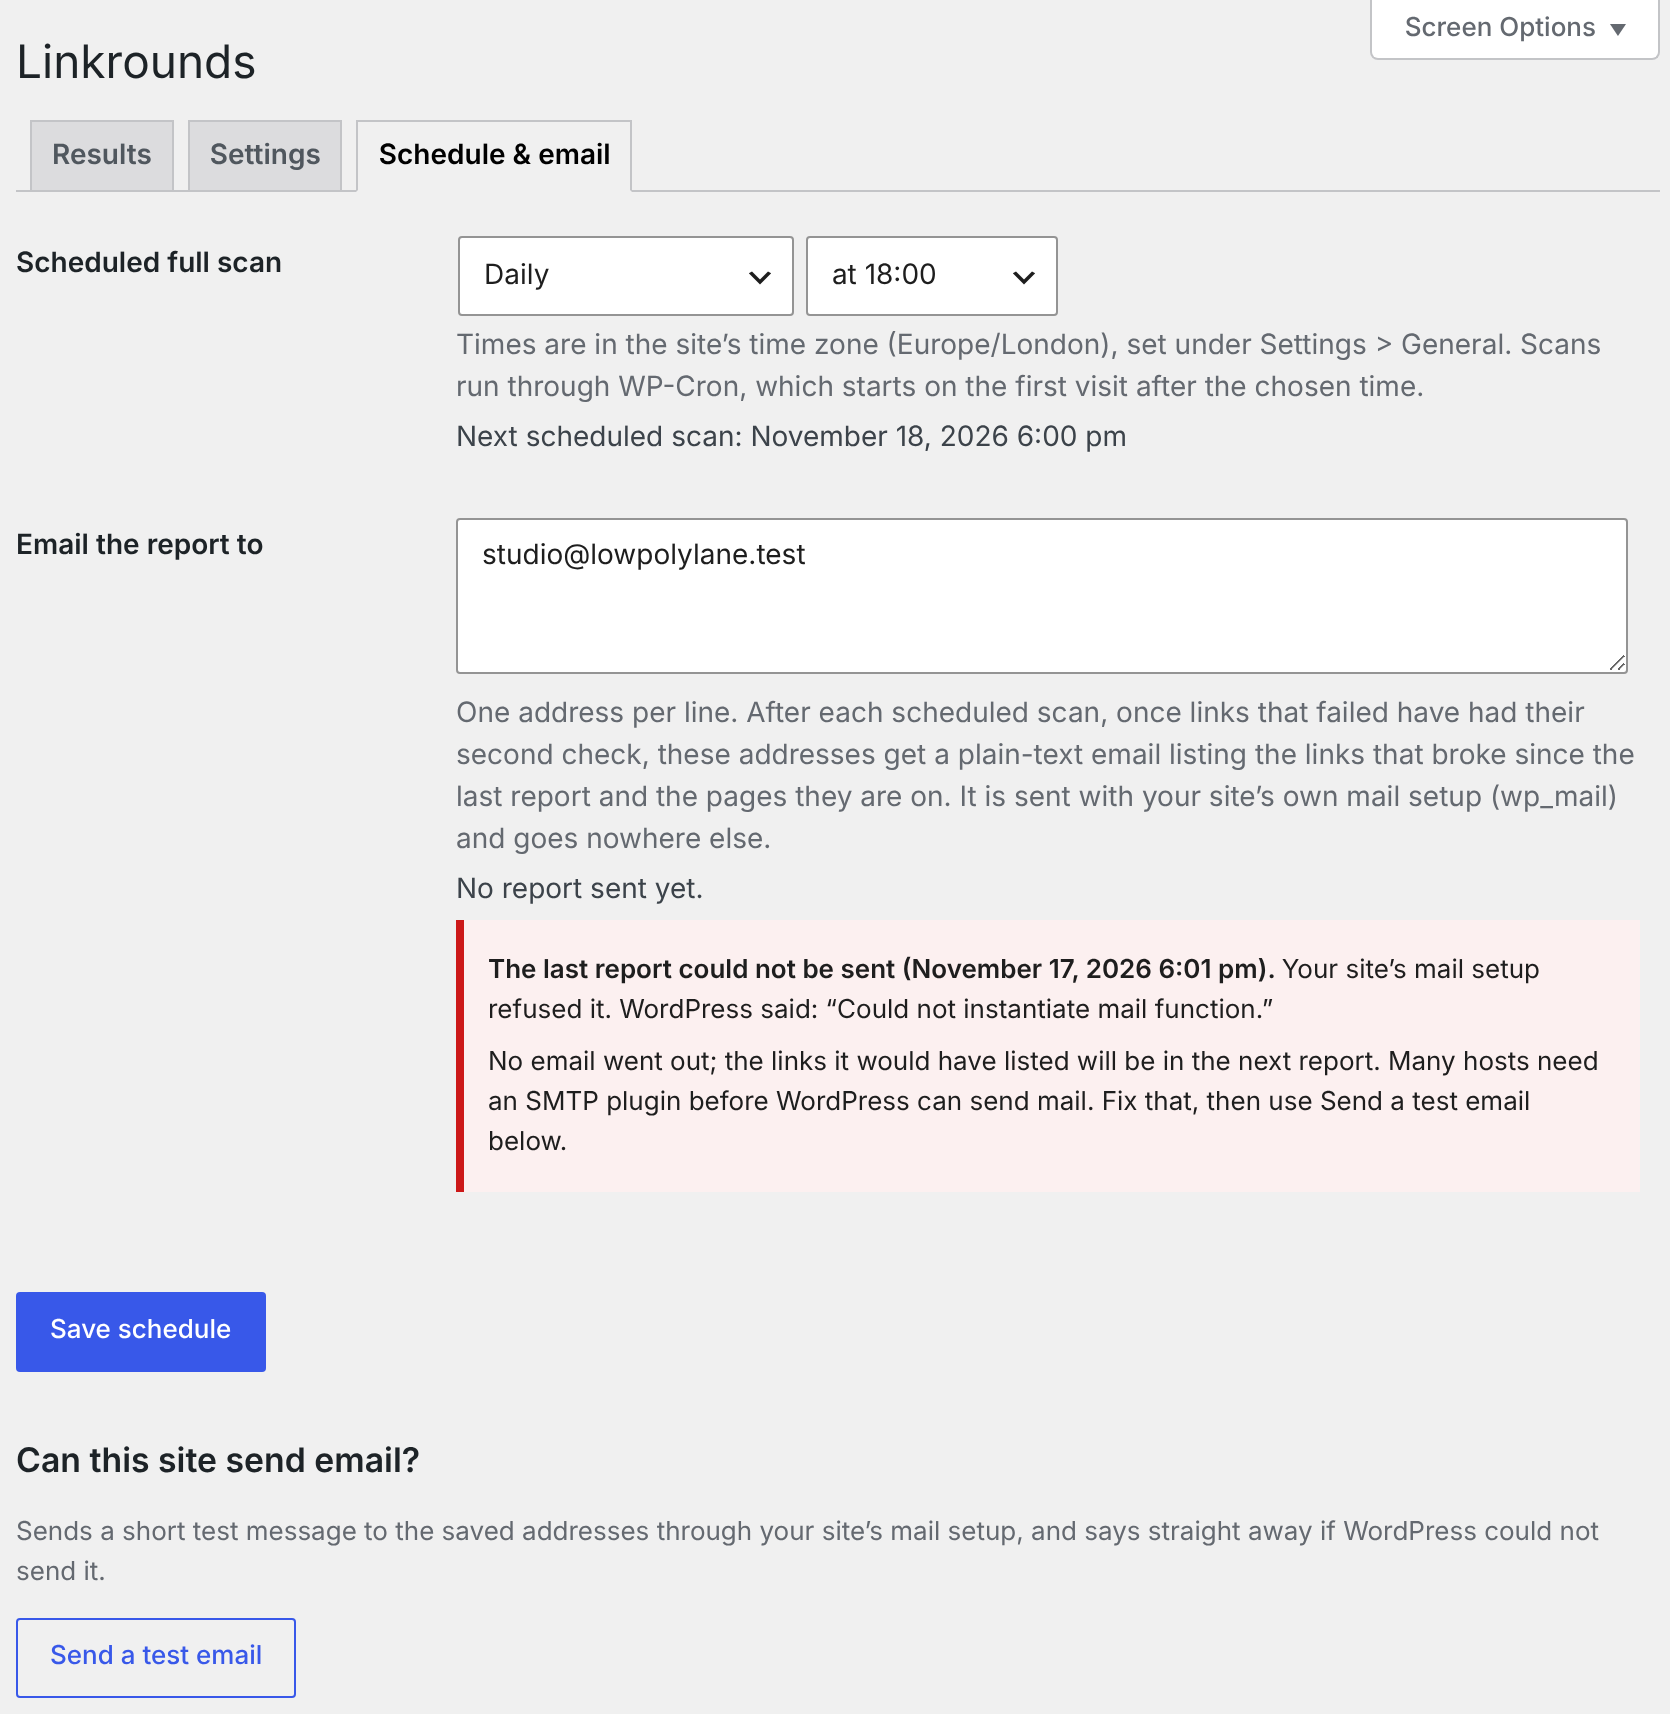 Screen Options
Linkrounds
Results
Settings
Schedule & email
Scheduled full scan
Daily
at 18:00
Times are in the site’s time zone (Europe/London), set under Settings > General. Scans
run through WP-Cron, which starts on the first visit after the chosen time.
Next scheduled scan: November 18, 2026 6:00 pm
Email the report to
studio@lowpolylane.test
One address per line. After each scheduled scan, once links that failed have had their
second check, these addresses get a plain-text email listing the links that broke since the
last report and the pages they are on. It is sent with your site’s own mail setup (wp_mail)
and goes nowhere else.
No report sent yet.
The last report could not be sent (November 17, 2026 6:01 pm). Your site’s mail setup
refused it. WordPress said: “Could not instantiate mail function.”
No email went out; the links it would have listed will be in the next report. Many hosts need
an SMTP plugin before WordPress can send mail. Fix that, then use Send a test email
below.
Save schedule
Can this site send email?
Sends a short test message to the saved addresses through your site’s mail setup, and says straight away if WordPress could not
send it.
Send a test email